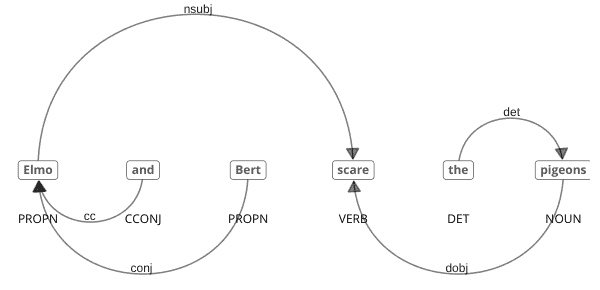 nsubj
det
Elmo and Bert scare the pigeons
PROPN CCONJ PROPN VERB DET NOUN
cc
conj dobj